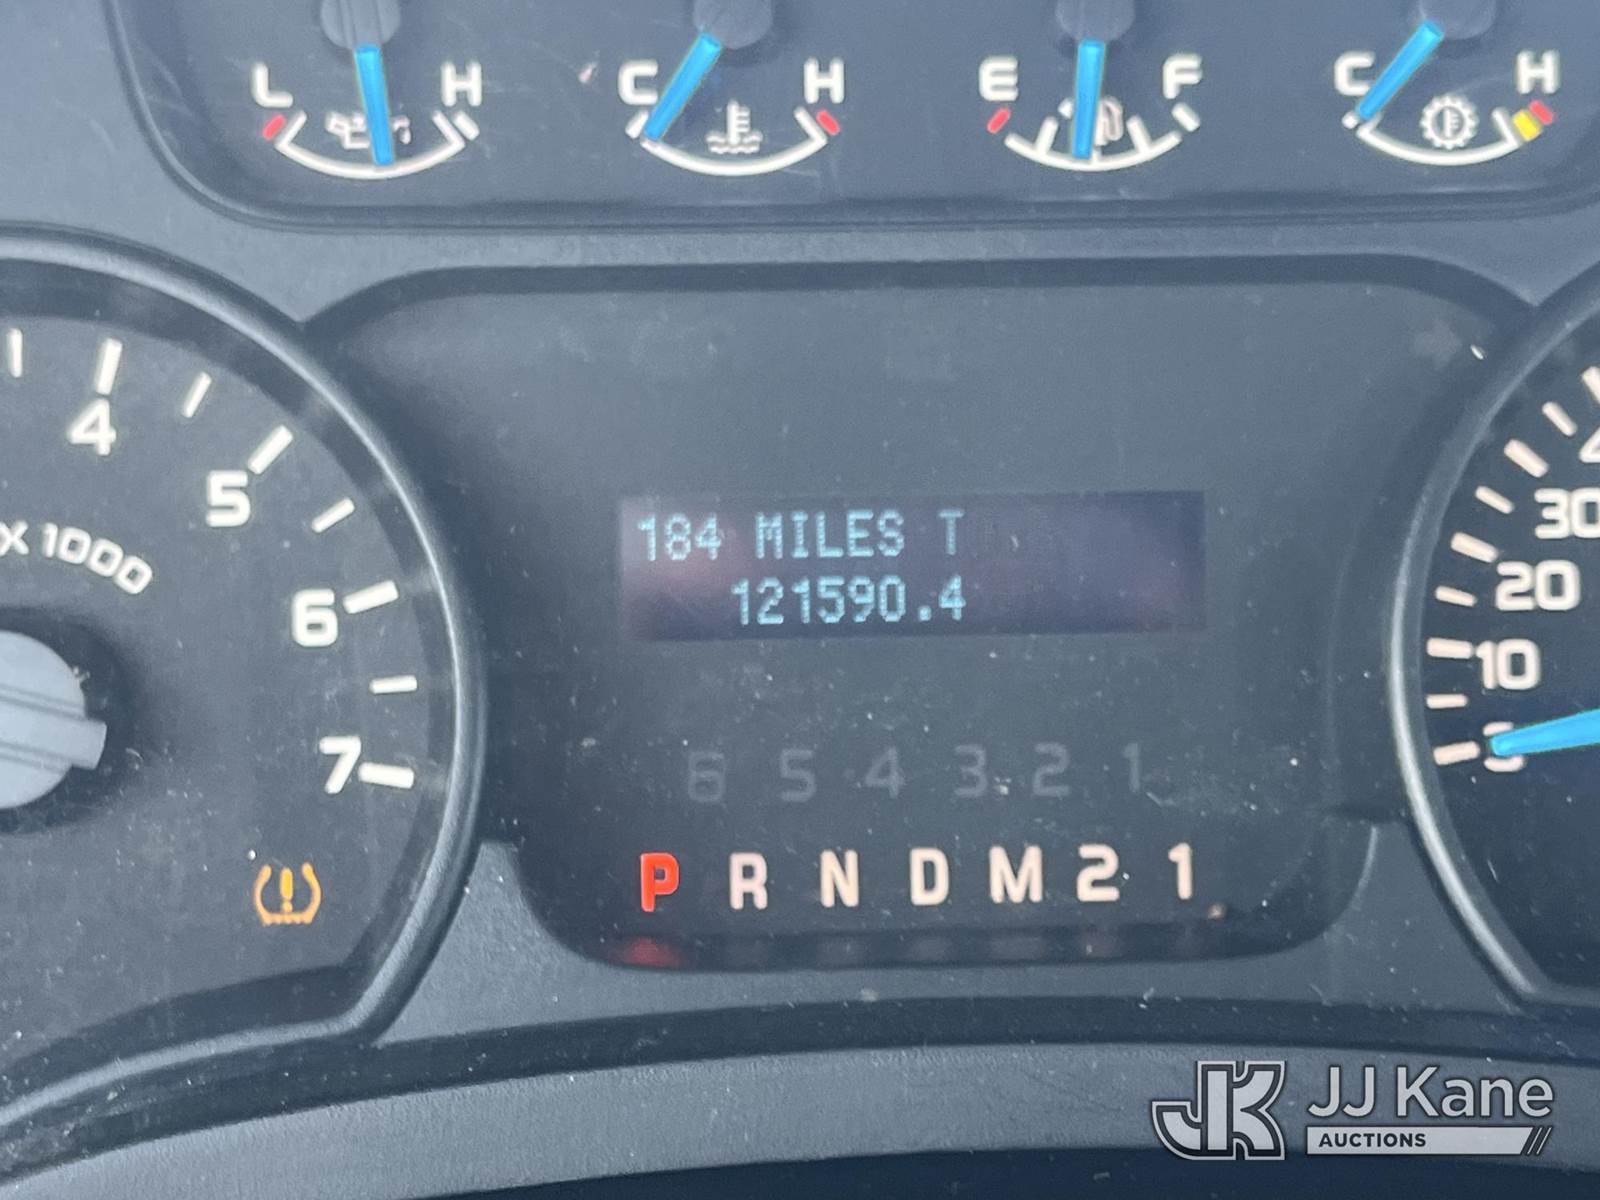 L H C H E F C H
4
5
X 1000
6
7
184 MILES T
121590.4
30
20
10
6 5 4 3 2 1
P R N D M 2 1
JJ Kane
AUCTIONS